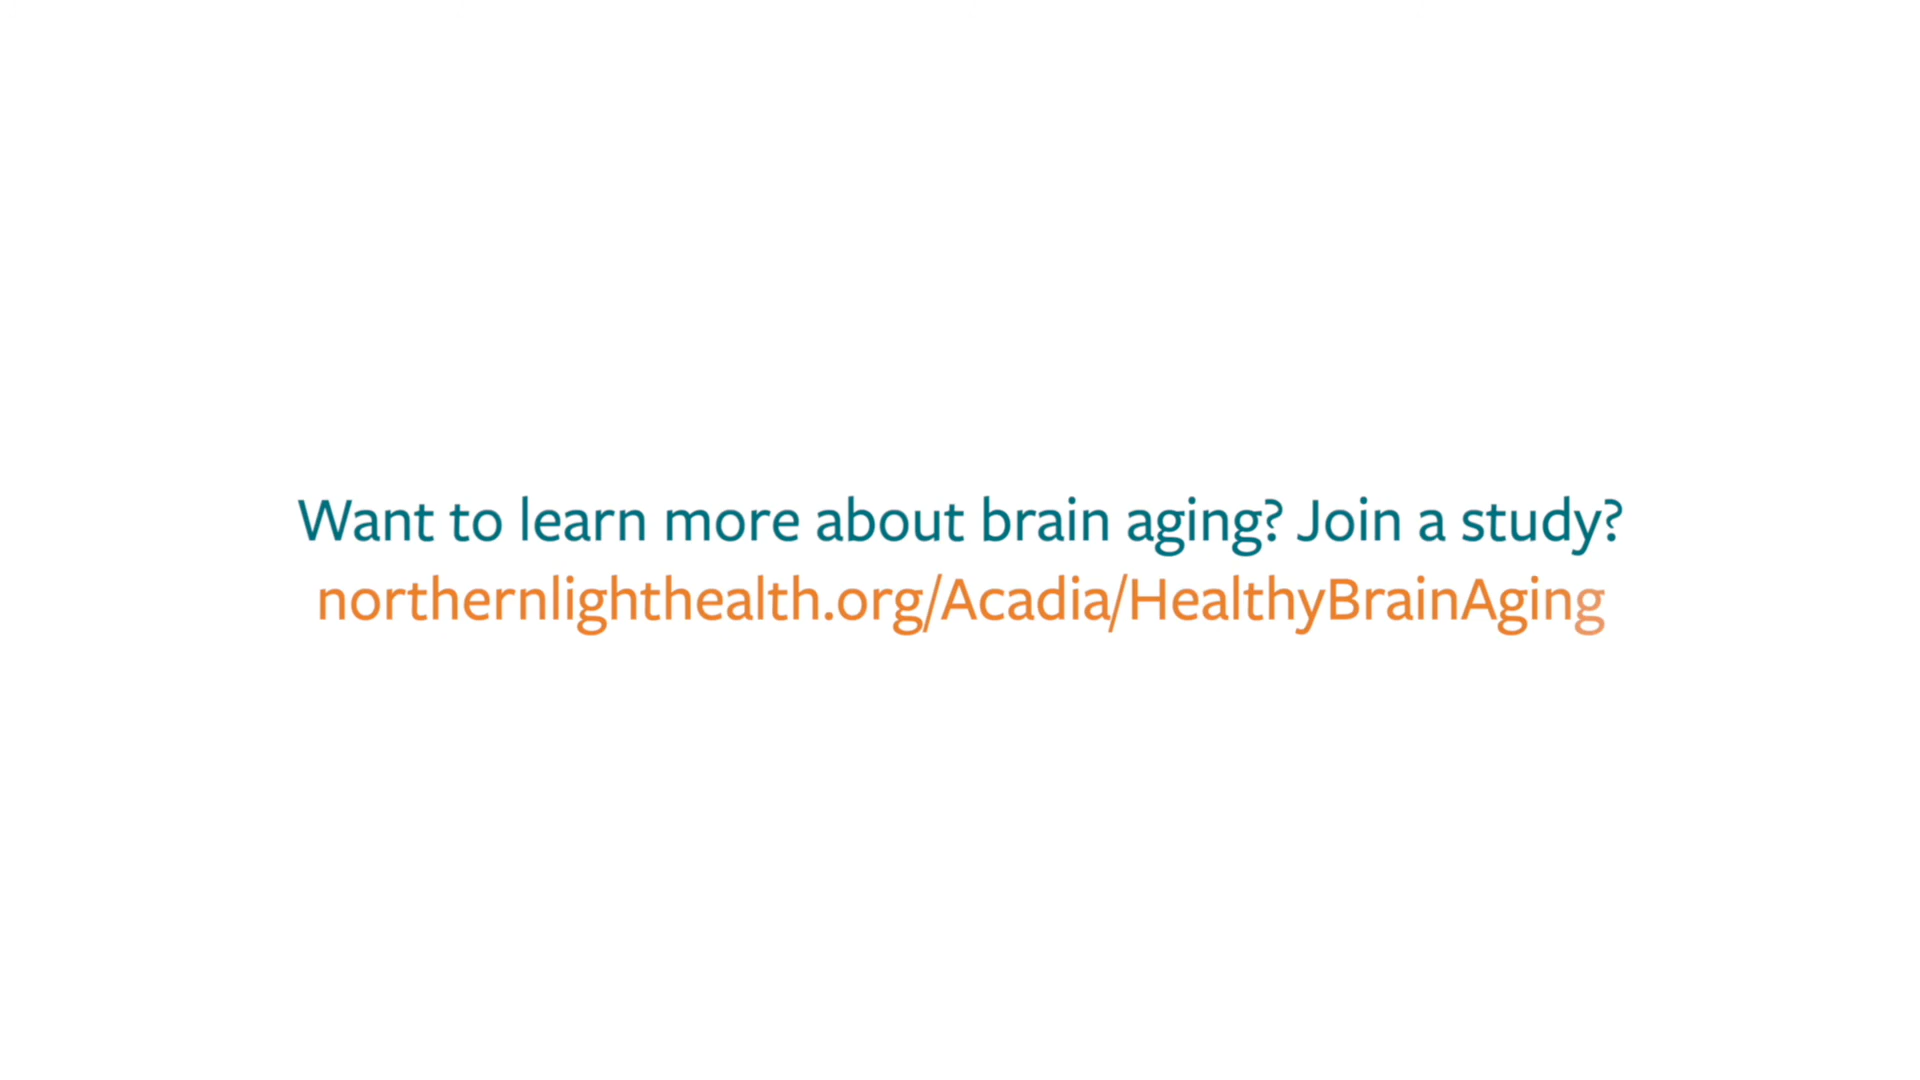 Want to learn more about brain aging? Join a study?
northernlighthealth.org/Acadia/HealthyBrainAging